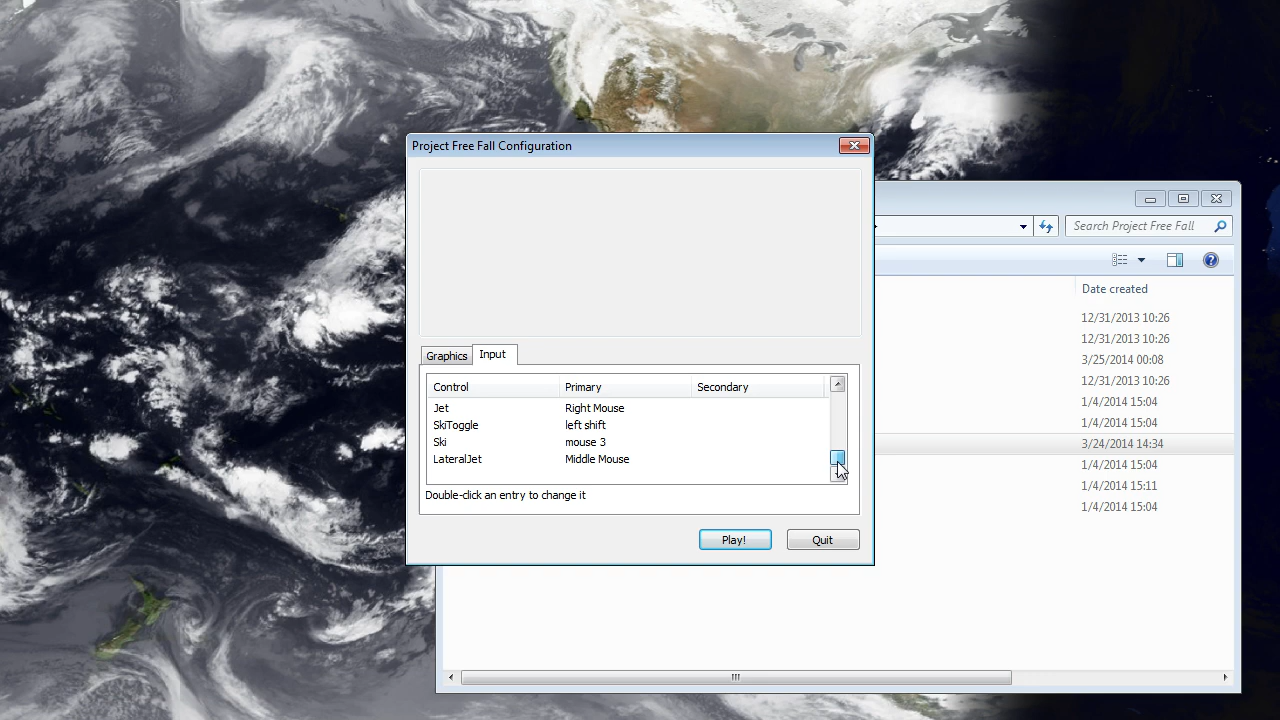 Project Free Fall Configuration
Search Project Free Fall
Date created
12/31/2013 10:26
12/31/2013 10:26
3/25/2014 00:08
12/31/2013 10:26
1/4/2014 15:04
1/4/2014 15:04
3/24/2014 14:34
1/4/2014 15:04
1/4/2014 15:11
1/4/2014 15:04
Graphics Input
Control Primary Secondary
Jet Right Mouse
SkiToggle left shift
Ski mouse 3
LateralJet Middle Mouse
Double-click an entry to change it
Play! Quit